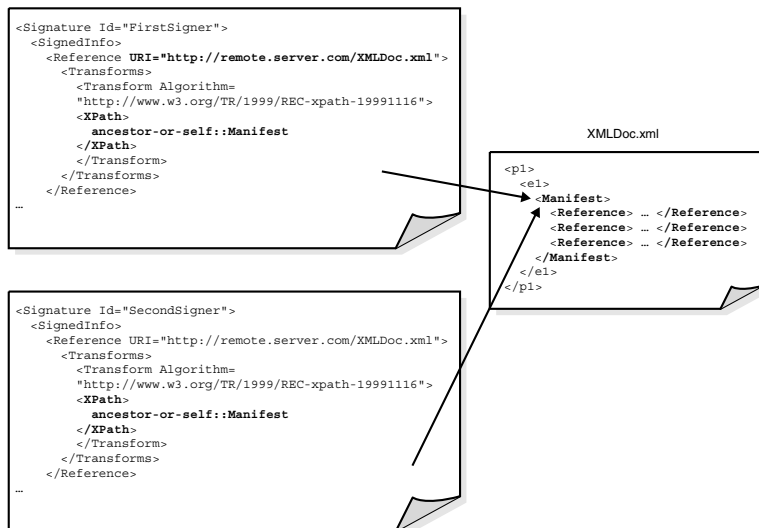 <Signature Id="FirstSigner">
<SignedInfo>
<Reference URI="http://remote.server.com/XMLDoc.xml">
<Transforms>
<Transform Algorithm=
"http://www.w3.org/TR/1999/REC-xpath-19991116">
<XPath>
ancestor-or-self::Manifest
</XPath>
</Transform>
</Transforms>
</Reference>
…
XMLDoc.xml
<p1>
<e1>
<Manifest>
<Reference> … </Reference>
<Reference> … </Reference>
<Reference> … </Reference>
</Manifest>
</e1>
</p1>
<Signature Id="SecondSigner">
<SignedInfo>
<Reference URI="http://remote.server.com/XMLDoc.xml">
<Transforms>
<Transform Algorithm=
"http://www.w3.org/TR/1999/REC-xpath-19991116">
<XPath>
ancestor-or-self::Manifest
</XPath>
</Transform>
</Transforms>
</Reference>
…